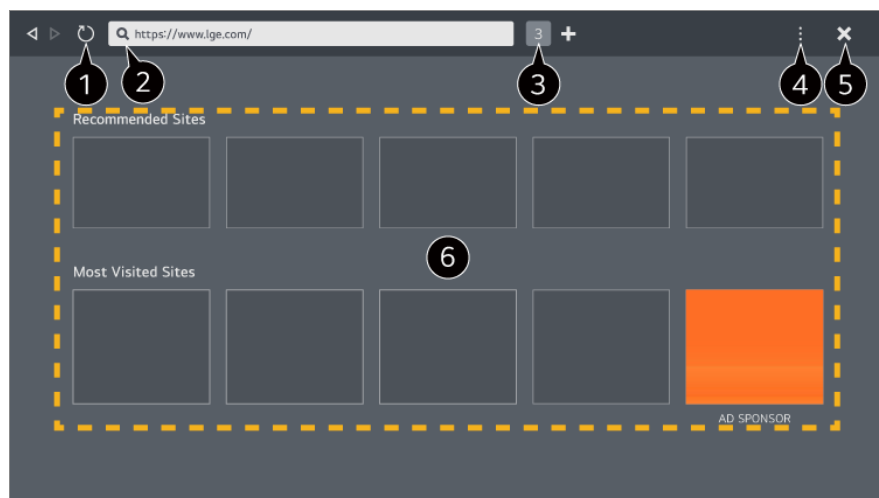 https://www.lge.com/ 3
1 2 3 4 5
Recommended Sites
6
Most Visited Sites
AD SPONSOR